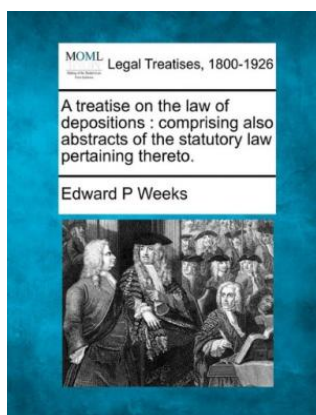 MOML
Legal Treatises, 1800-1926
A treatise on the law of
depositions : comprising also
abstracts of the statutory law
pertaining thereto.
Edward P Weeks